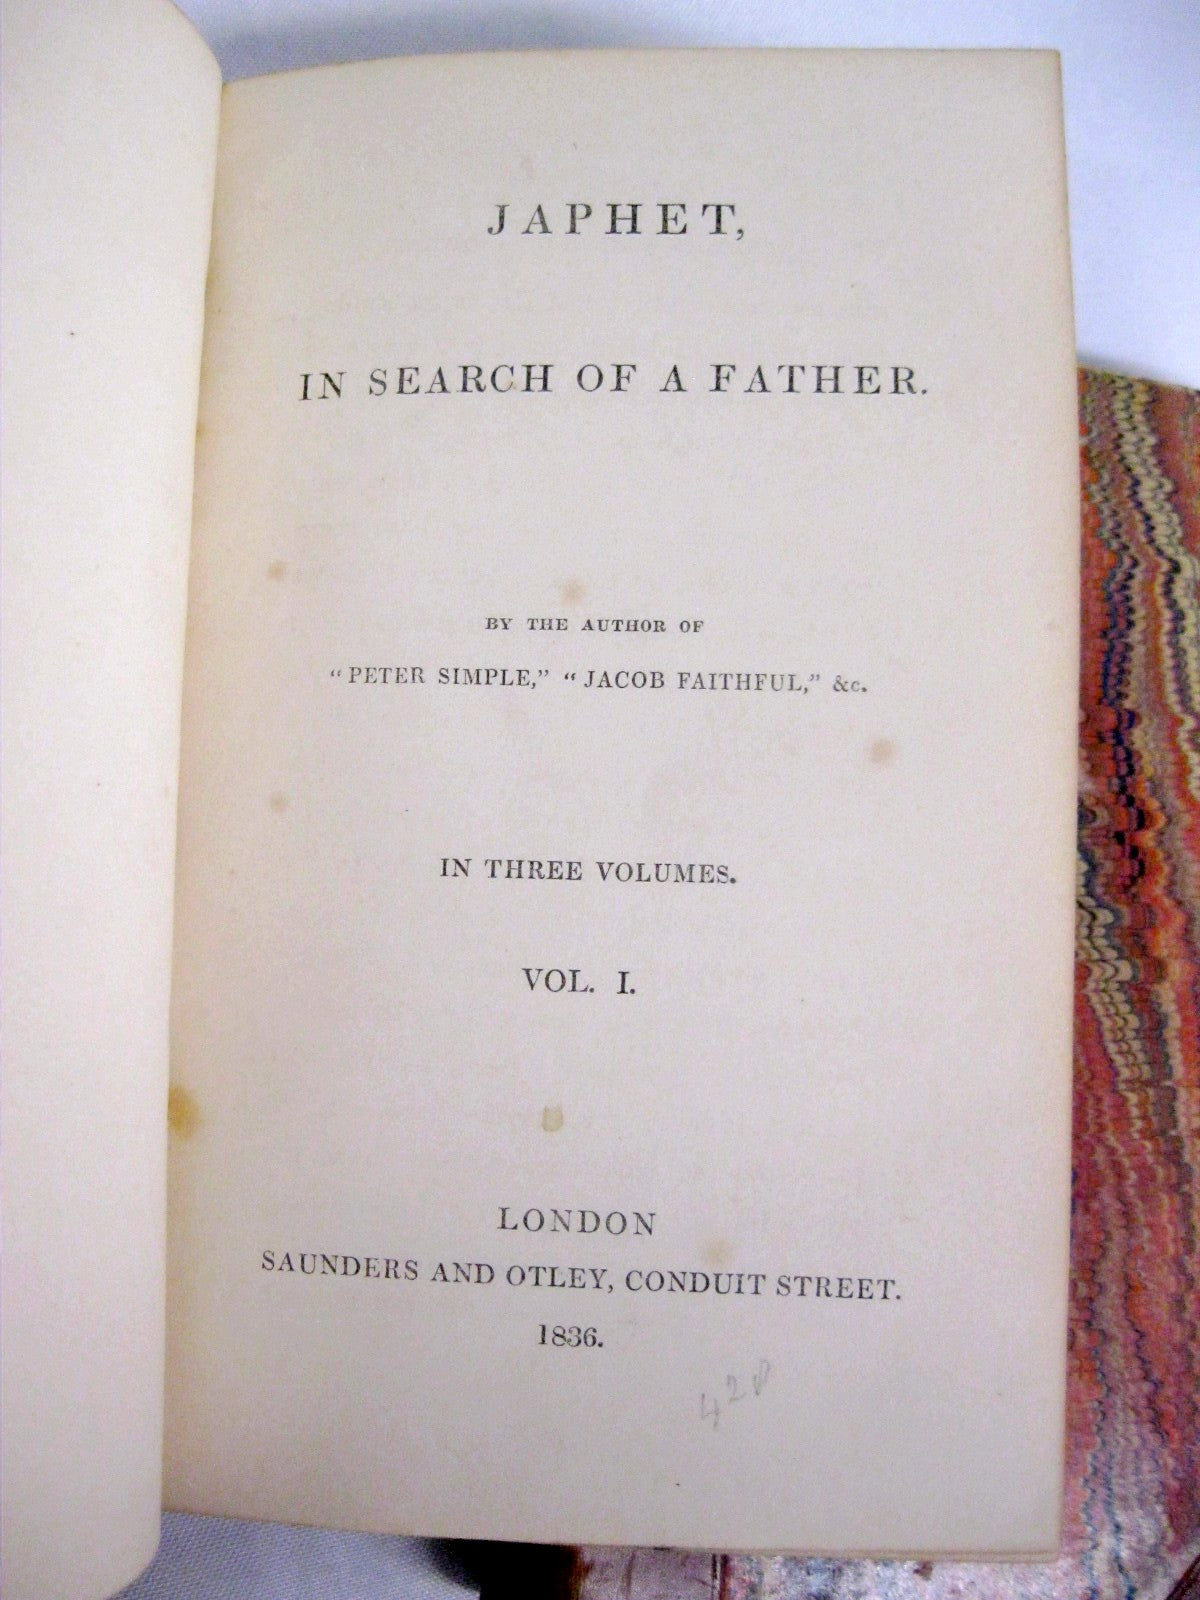 JAPHET,
IN SEARCH OF A FATHER.
BY THE AUTHOR OF
“PETER SIMPLE,” “JACOB FAITHFUL,” &c.
IN THREE VOLUMES.
VOL. I.
LONDON
SAUNDERS AND OTLEY, CONDUIT STREET.
1836.